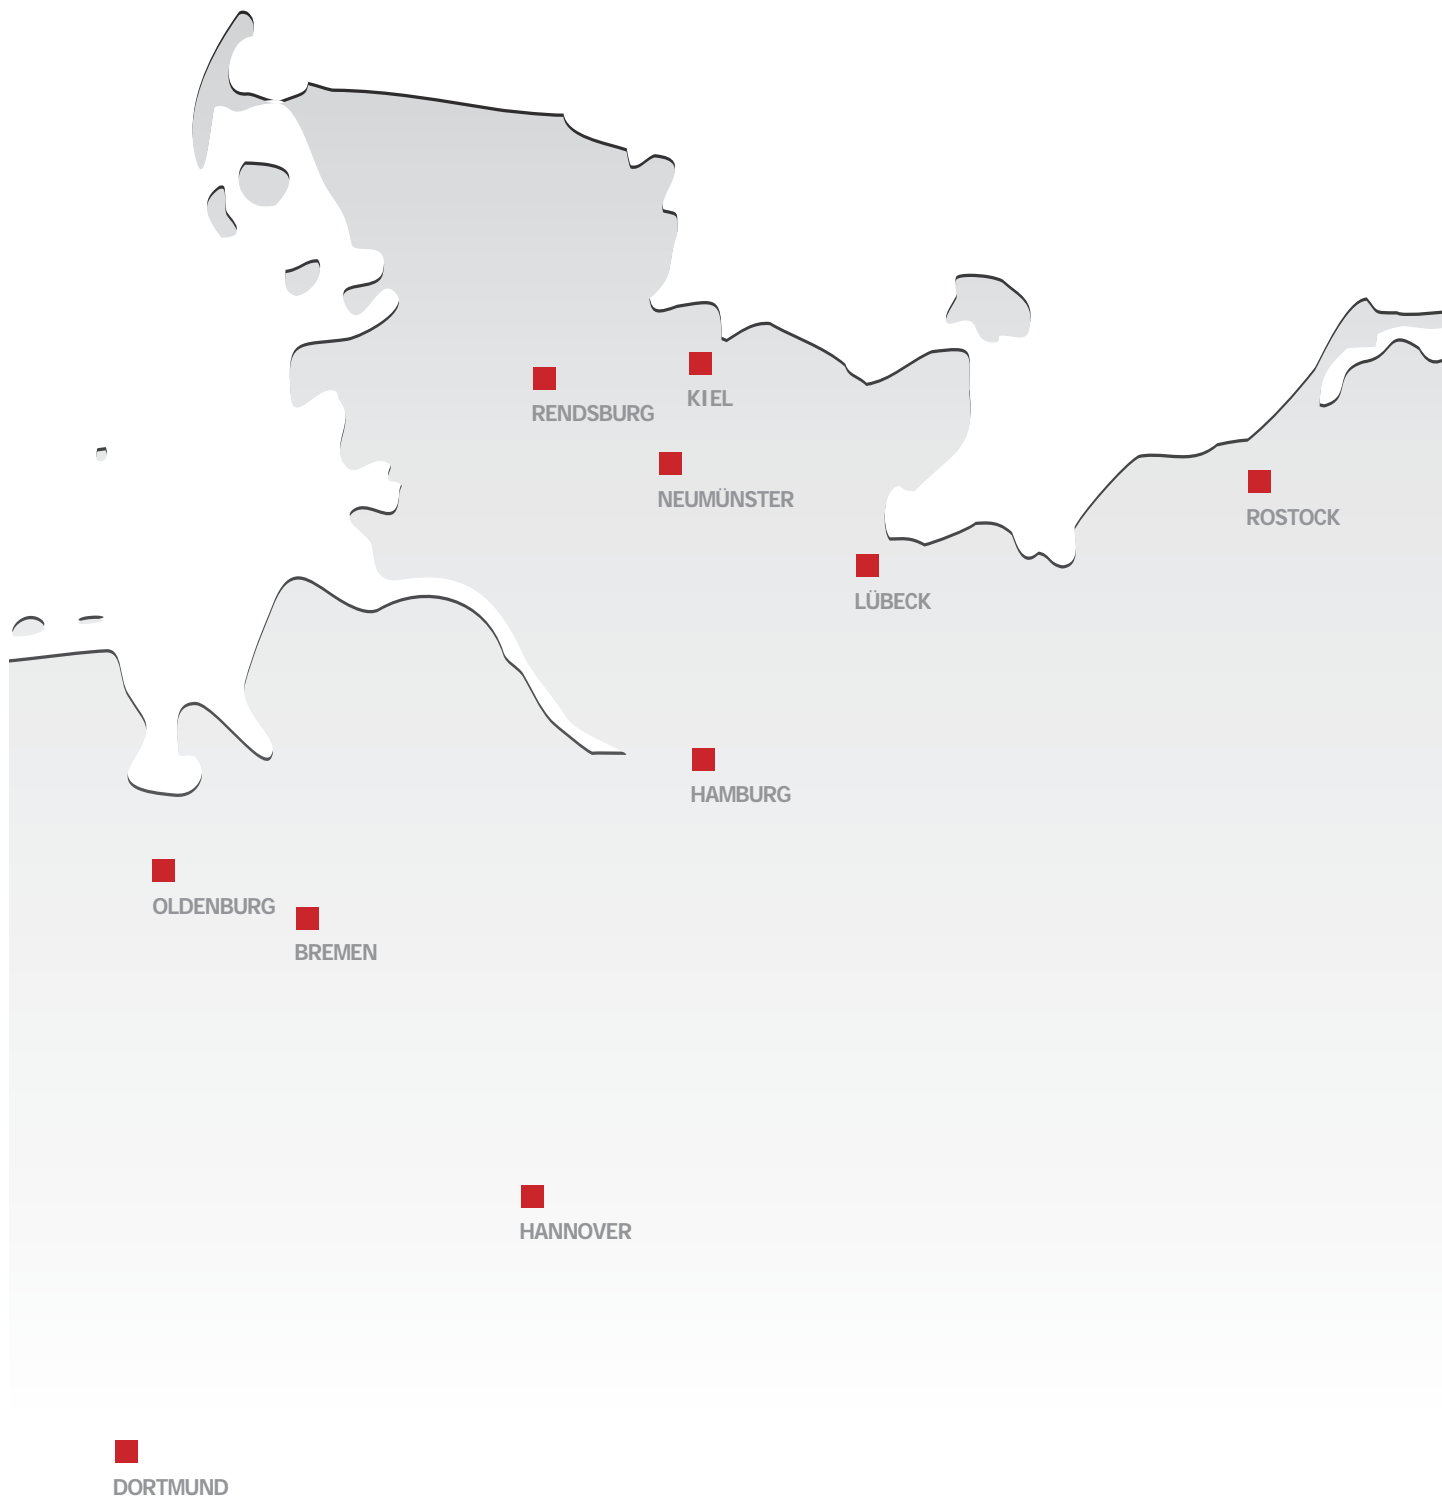 KIEL
RENDSBURG
NEUMÜNSTER
ROSTOCK
LÜBECK
HAMBURG
OLDENBURG
BREMEN
HANNOVER
DORTMUND